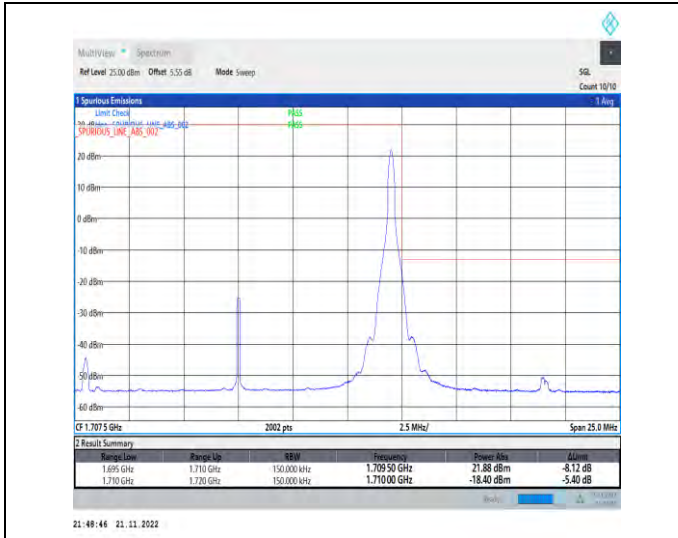 MultiView Spectrum
Ref Level 25.00 dBm Offset 5.55 dB Mode Sweep SGL
Count 10/10
1 Spurious Emissions 1 Avg
Limit Check PASS
PASS
_SPURIOUS_LINE_ABS_002
20 dBm
10 dBm
0 dBm
-10 dBm
-20 dBm
-30 dBm
-40 dBm
-50 dBm
-60 dBm
CF 1.707 5 GHz 2002 pts 2.5 MHz/ Span 25.0 MHz
2 Result Summary
Range Low Range Up RBW Frequency Power Abs ΔLimit
1.695 GHz 1.710 GHz 150.000 kHz 1.709 50 GHz 21.88 dBm -8.12 dB
1.710 GHz 1.720 GHz 150.000 kHz 1.710 00 GHz -18.40 dBm -5.40 dB
21:48:46 21.11.2022